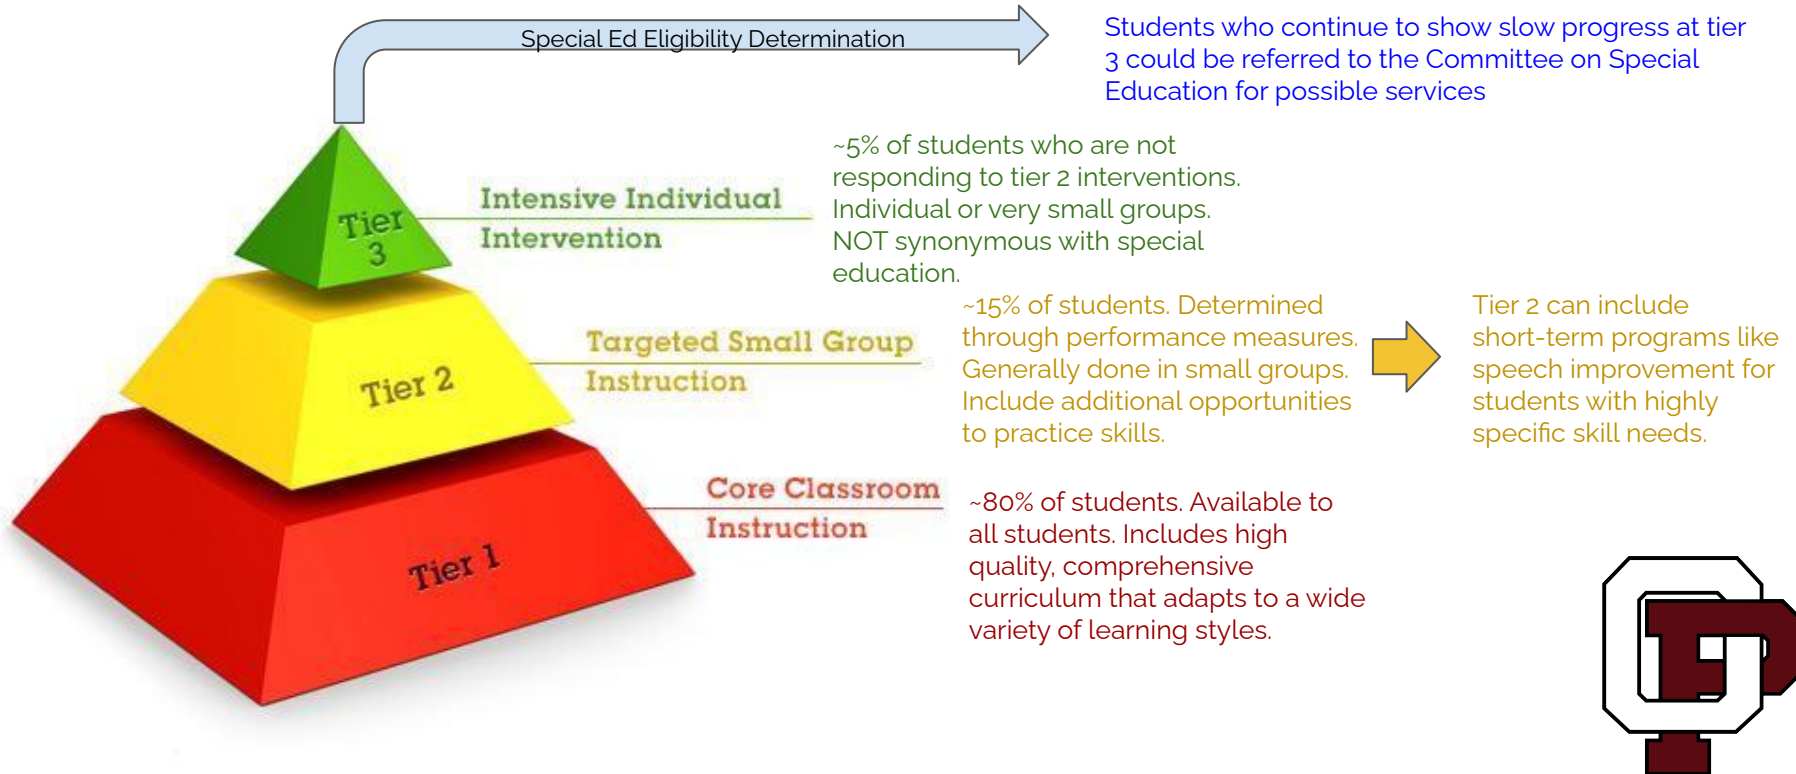 Special Ed Eligibility Determination
Students who continue to show slow progress at tier
3 could be referred to the Committee on Special
Education for possible services
Tier
3
Intensive Individual
Intervention
~5% of students who are not
responding to tier 2 interventions.
Individual or very small groups.
NOT synonymous with special
education.
Tier 2
Targeted Small Group
Instruction
~15% of students. Determined
through performance measures.
Generally done in small groups.
Include additional opportunities
to practice skills.
Tier 2 can include
short-term programs like
speech improvement for
students with highly
specific skill needs.
Tier 1
Core Classroom
Instruction
~80% of students. Available to
all students. Includes high
quality, comprehensive
curriculum that adapts to a wide
variety of learning styles.
OP